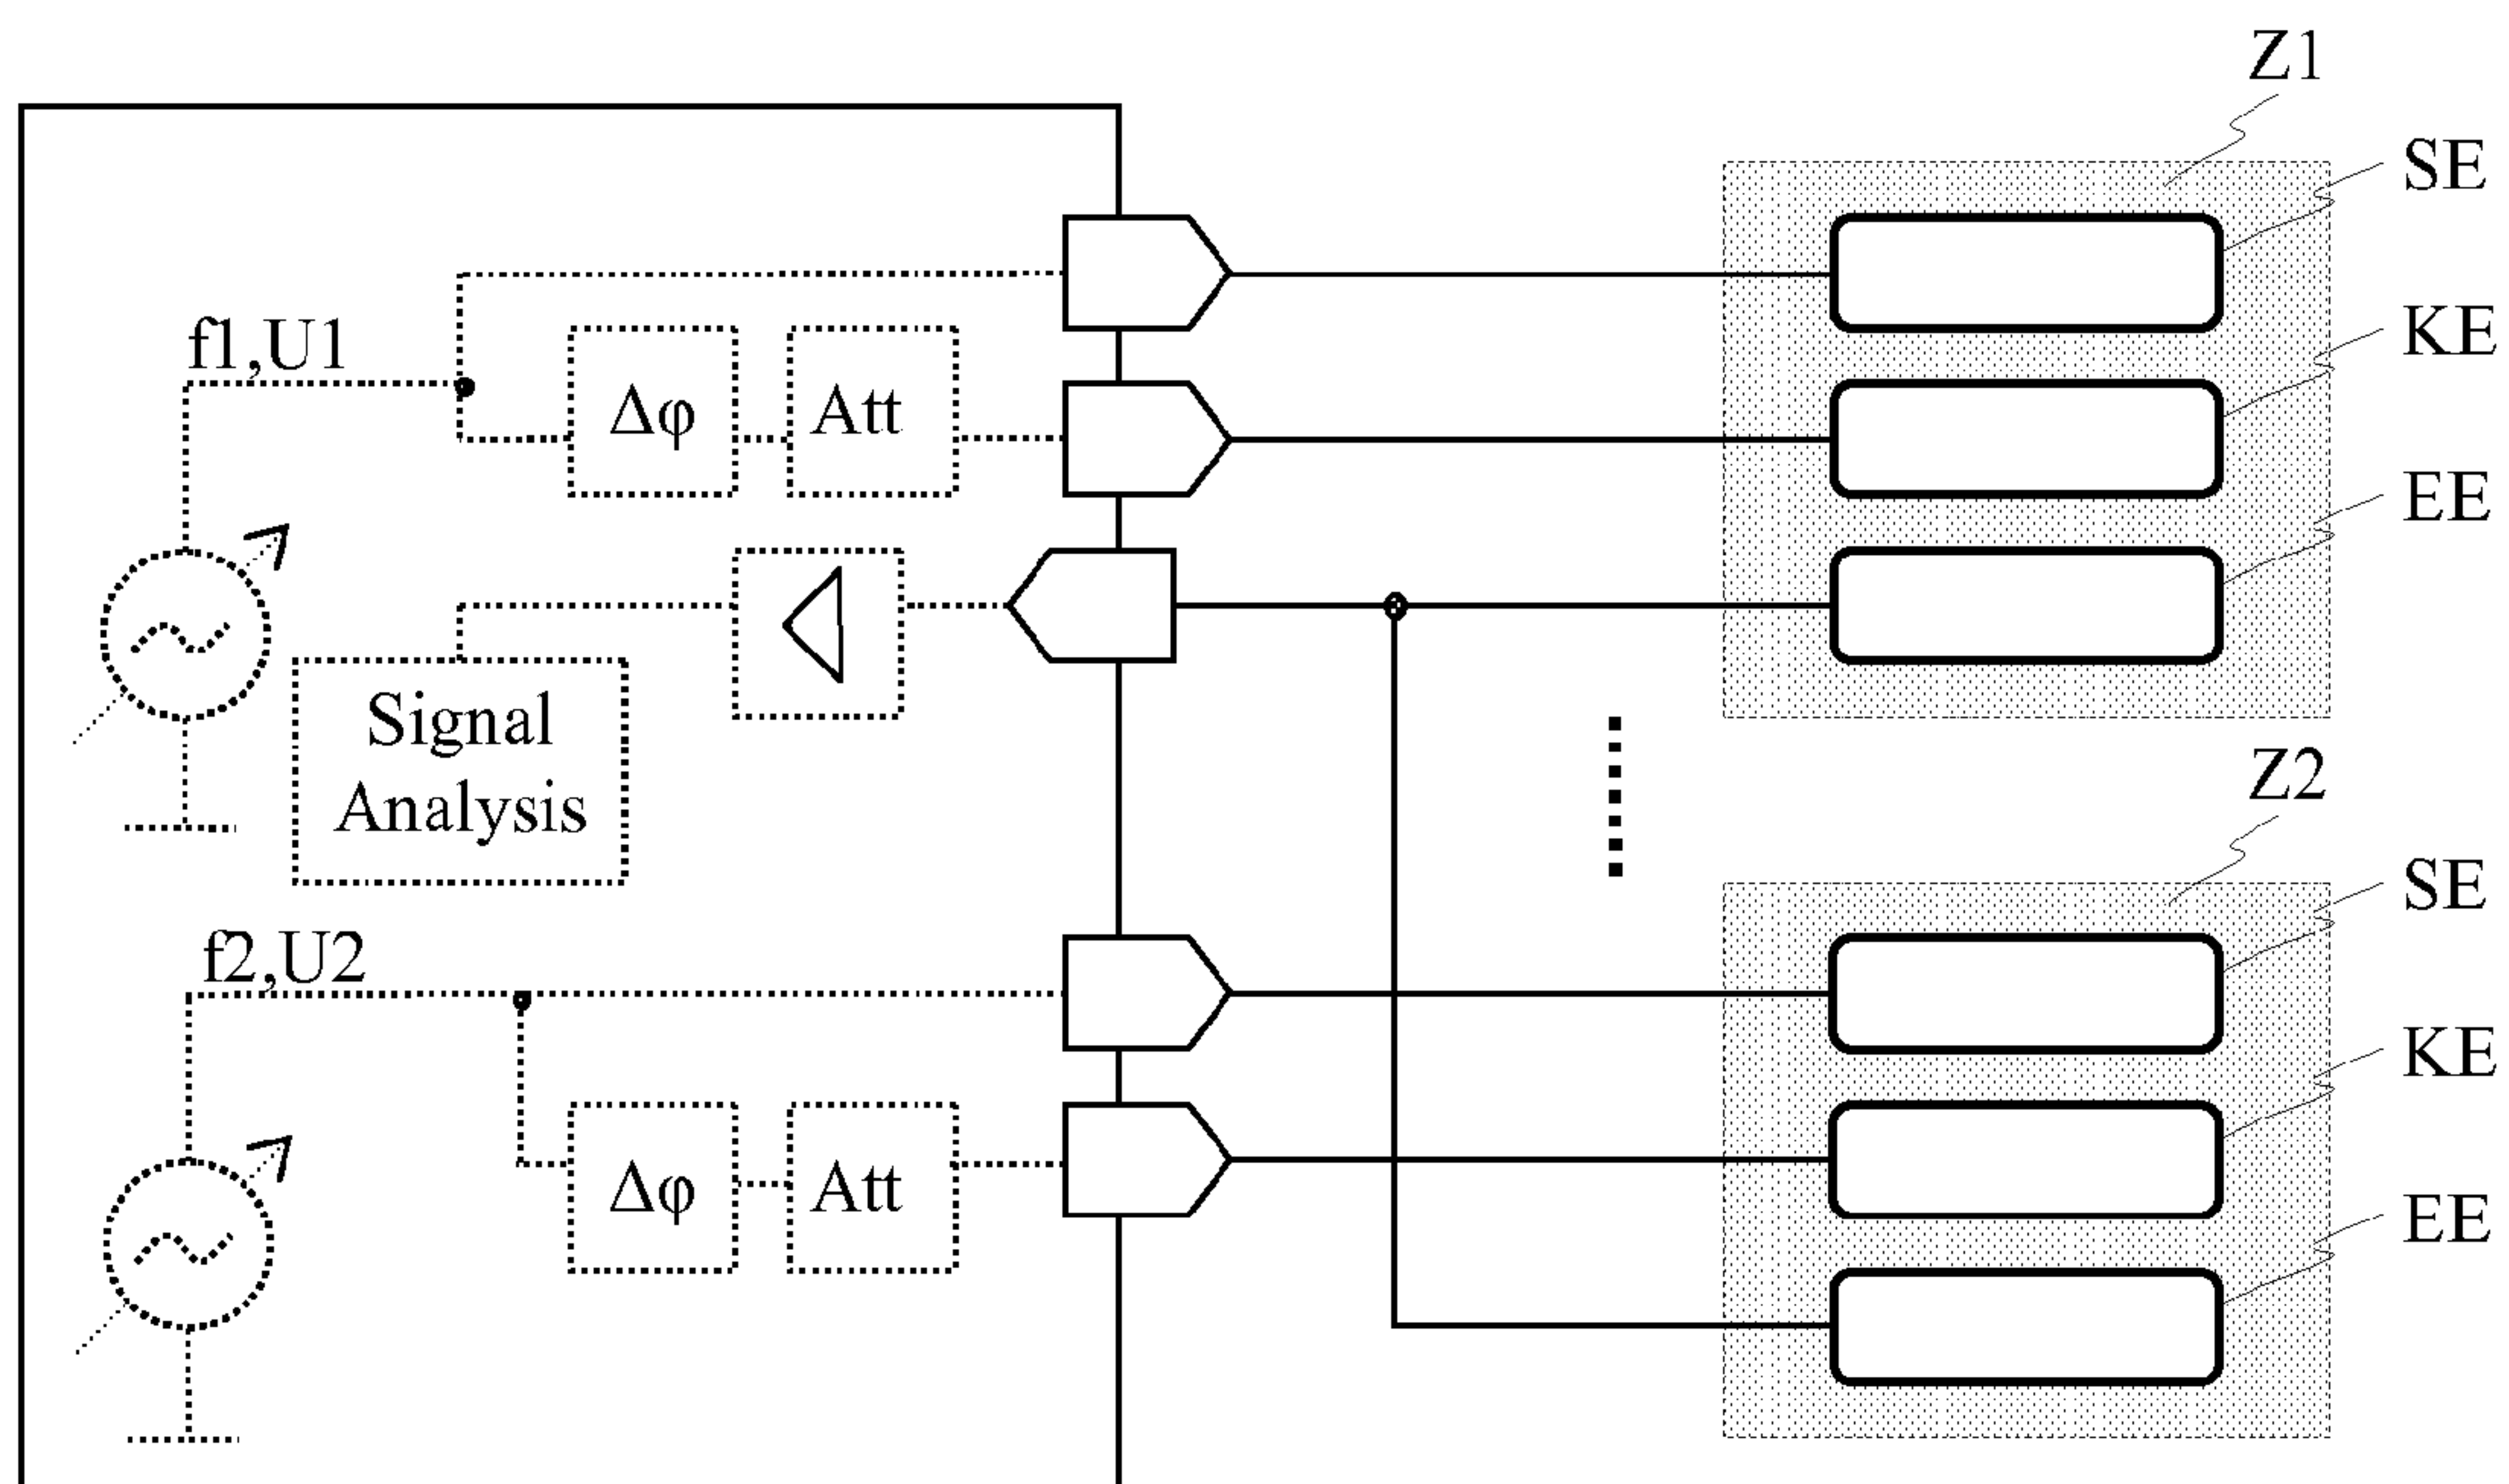 Z1
SE
f1,U1
KE
Δφ
Att
EE
Signal
Analysis
Z2
SE
f2,U2
KE
Δφ
Att
EE